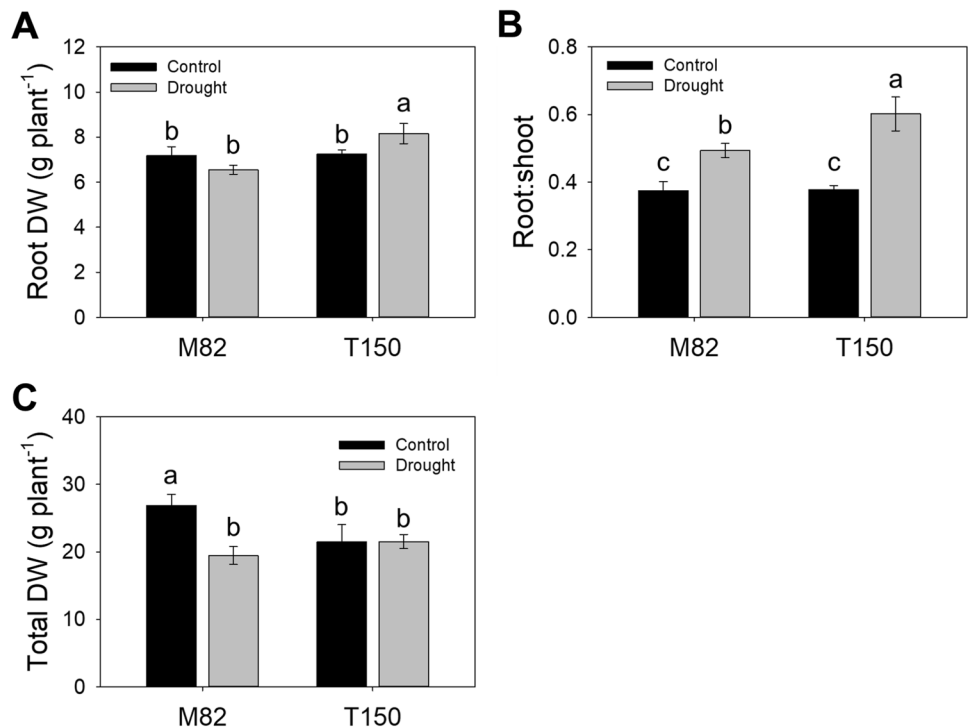 A
Root DW (g plant⁻¹)
12
10
8
6
4
2
0
Control
Drought
b
b
b
a
M82
T150
B
Root:shoot
0.8
0.6
0.4
0.2
0.0
Control
Drought
c
b
c
a
M82
T150
C
Total DW (g plant⁻¹)
40
30
20
10
0
Control
Drought
a
b
b
b
M82
T150